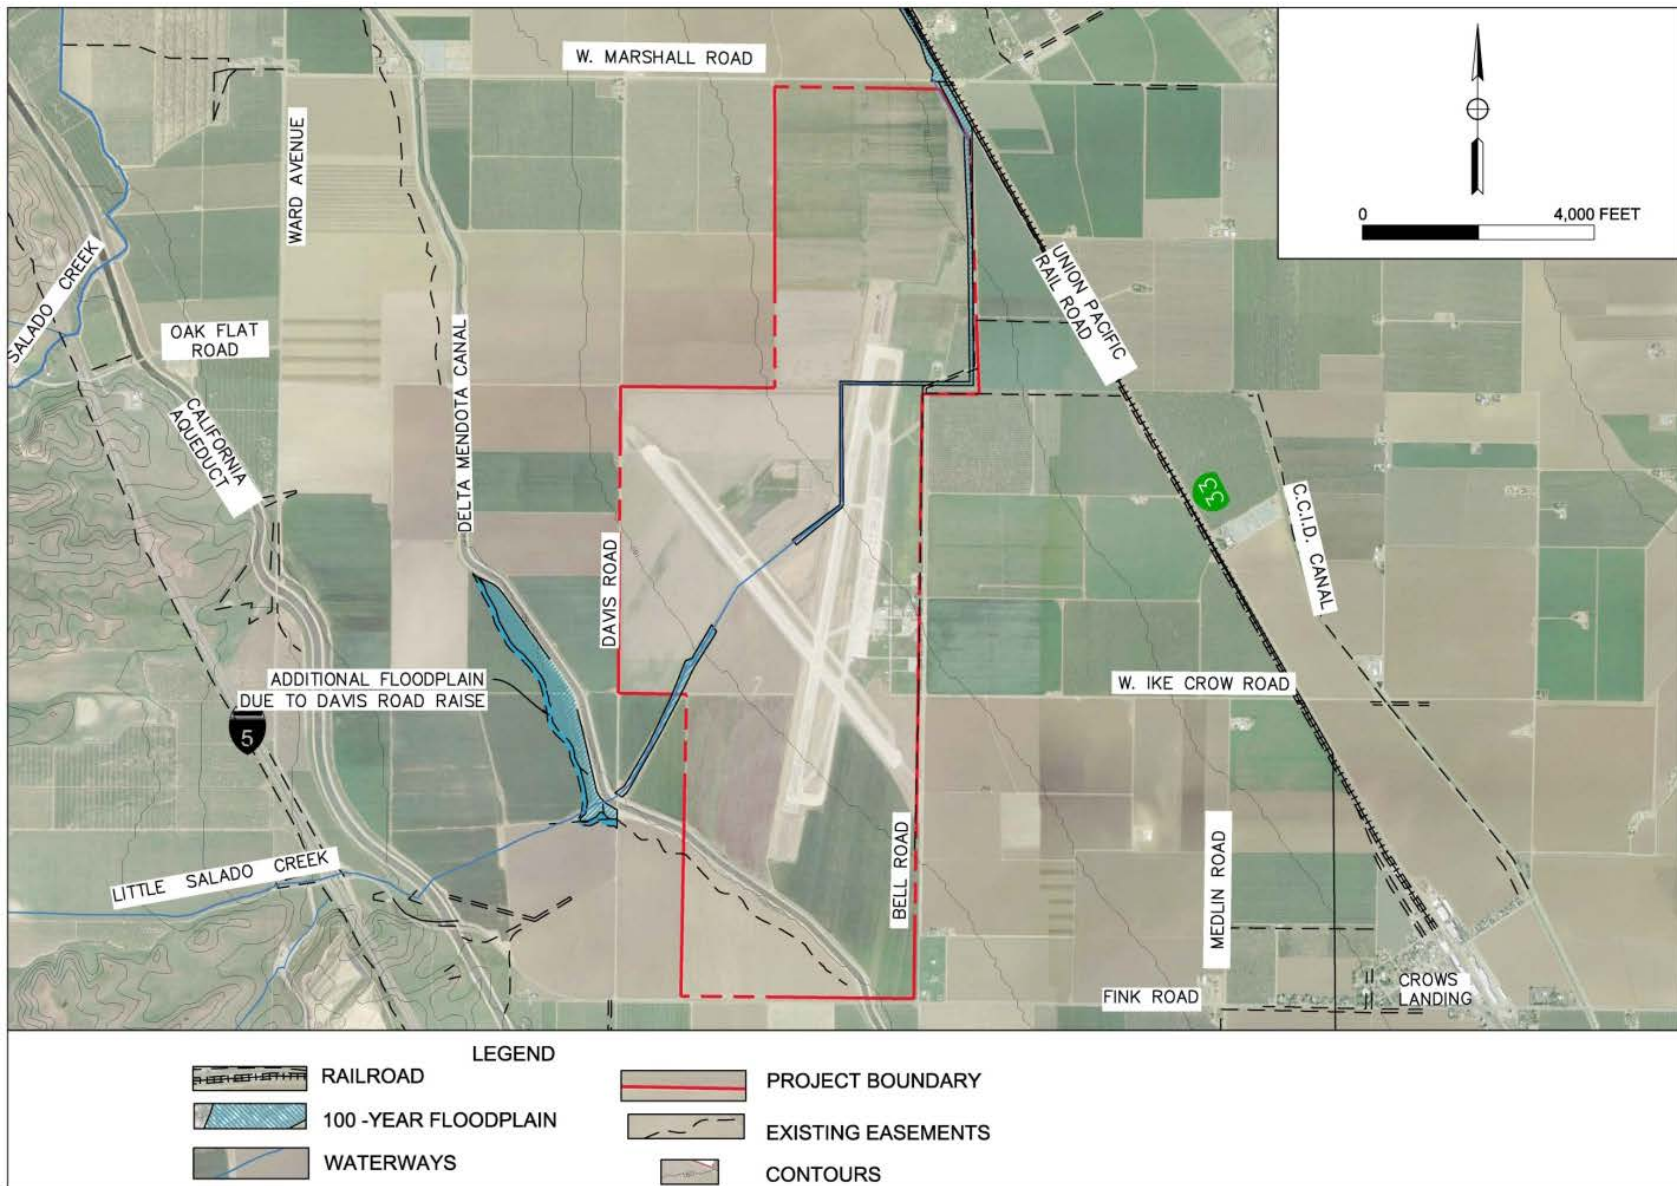 W. MARSHALL ROAD
0 4,000 FEET
WARD AVENUE
SALADO CREEK
OAK FLAT
ROAD
UNION PACIFIC
RAIL ROAD
CALIFORNIA
AQUEDUCT
DELTA MENDOTA CANAL
33
C.C.I.D. CANAL
DAVIS ROAD
ADDITIONAL FLOODPLAIN
DUE TO DAVIS ROAD RAISE
W. IKE CROW ROAD
5
LITTLE SALADO CREEK
BELL ROAD
MEDLIN ROAD
CROWS
LANDING
FINK ROAD
LEGEND
RAILROAD
100 -YEAR FLOODPLAIN
WATERWAYS
PROJECT BOUNDARY
EXISTING EASEMENTS
CONTOURS